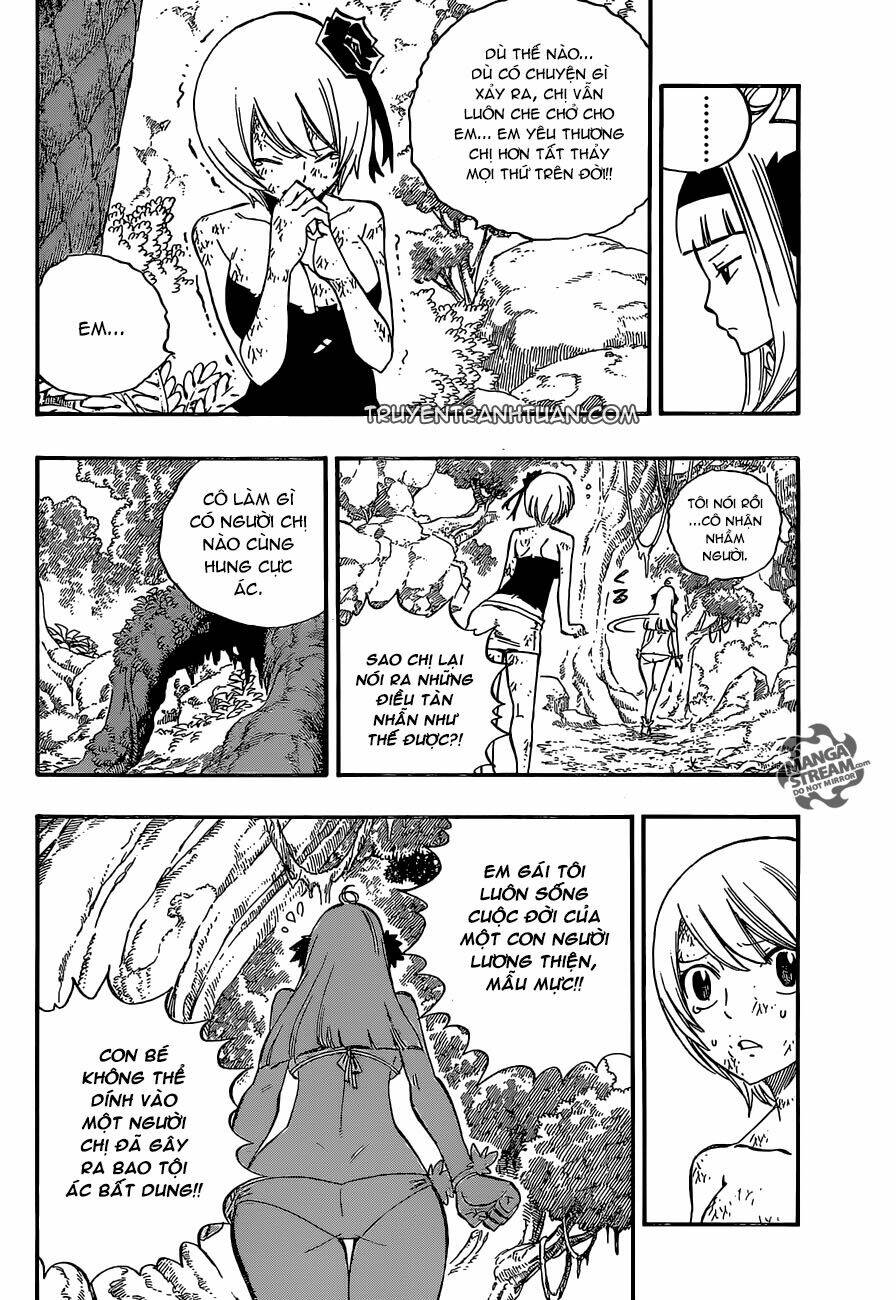 DÙ THẾ NÀO...
DÙ CÓ CHUYỆN GÌ
XẢY RA, CHỊ VẪN
LUÔN CHE CHỞ CHO
EM... EM YÊU THƯƠNG
CHỊ HƠN TẤT THẢY
MỌI THỨ TRÊN ĐỜI!!
EM...
........
TRUYENTRANHTUAN.COM
CÔ LÀM GÌ
CÓ NGƯỜI CHỊ
NÀO CÙNG
HUNG CỰC
ÁC.
TÔI NÓI RỒI
...CÔ NHẬN
NHẦM
NGƯỜI.
くる
SAO CHỊ LẠI
NÓI RA NHỮNG
ĐIỀU TÀN
NHẪN NHƯ
THẾ ĐƯỢC?!
MANGA
STREAM.com
DO NOT MIRROR
EM GÁI TÔI
LUÔN SỐNG
CUỘC ĐỜI CỦA
MỘT CON NGƯỜI
LƯƠNG THIỆN,
MẪU MỰC!!
CON BÉ
KHÔNG THỂ
DÍNH VÀO
MỘT NGƯỜI
CHỊ ĐÃ GÂY
RA BAO TỘI
ÁC BẤT DUNG!!